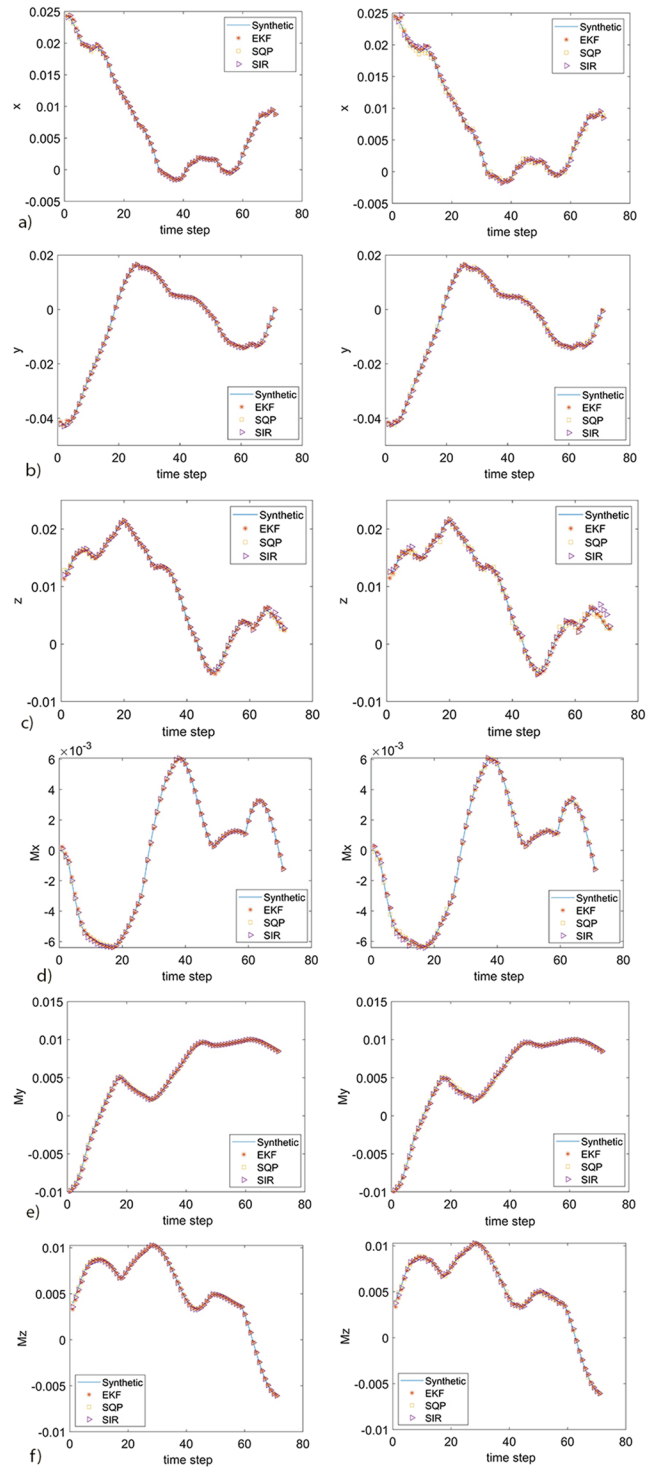 0.025
0.02
0.015
0.01
0.005
0
-0.005
x
0 20 40 60 80
time step
Synthetic
EKF
SQP
SIR
a)
0.025
0.02
0.015
0.01
0.005
0
-0.005
x
0 20 40 60 80
time step
Synthetic
EKF
SQP
SIR
0.02
0
-0.02
-0.04
y
0 20 40 60 80
time step
Synthetic
EKF
SQP
SIR
b)
0.02
0
-0.02
-0.04
y
0 20 40 60 80
time step
Synthetic
EKF
SQP
SIR
0.02
0.01
0
-0.01
z
0 20 40 60 80
time step
Synthetic
EKF
SQP
SIR
c)
0.02
0.01
0
-0.01
z
0 20 40 60 80
time step
Synthetic
EKF
SQP
SIR
×10-3
6
4
2
0
-2
-4
-6
Mx
0 20 40 60 80
time step
Synthetic
EKF
SQP
SIR
d)
×10-3
6
4
2
0
-2
-4
-6
Mx
0 20 40 60 80
time step
Synthetic
EKF
SQP
SIR
0.015
0.01
0.005
0
-0.005
-0.01
My
0 20 40 60 80
time step
Synthetic
EKF
SQP
SIR
e)
0.015
0.01
0.005
0
-0.005
-0.01
My
0 20 40 60 80
time step
Synthetic
EKF
SQP
SIR
0.01
0.005
0
-0.005
-0.01
Mz
0 20 40 60 80
time step
Synthetic
EKF
SQP
SIR
f)
0.01
0.005
0
-0.005
-0.01
Mz
0 20 40 60 80
time step
Synthetic
EKF
SQP
SIR